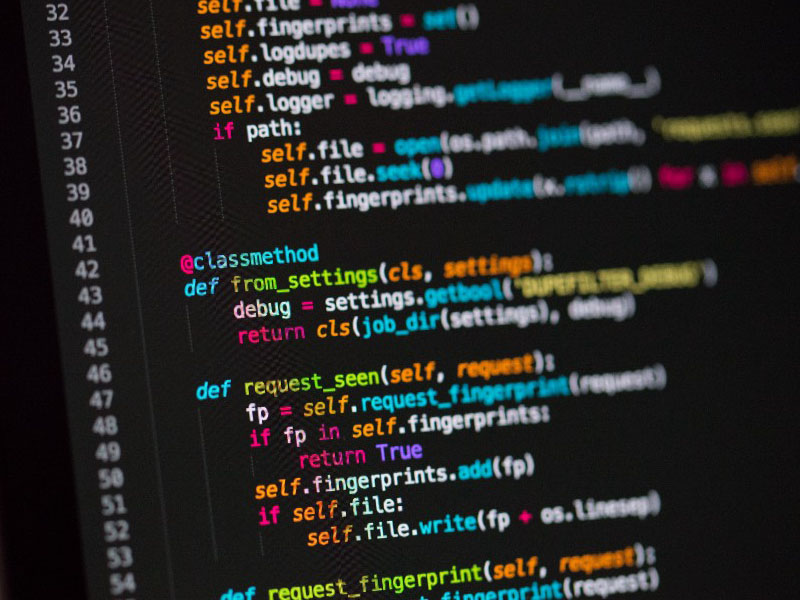 32
self.file = None
33
self.fingerprints = set()
34
self.logdupes = True
35
self.debug = debug
36
self.logger = logging.getLogger(__name__)
37
if path:
38
self.file = open(os.path.join(path, 'requests.seen'
39
self.file.seek(0)
40
self.fingerprints.update(x.rstrip() for x in self.
41
42
@classmethod
43
def from_settings(cls, settings):
44
debug = settings.getbool('DUPEFILTER_DEBUG')
45
return cls(job_dir(settings), debug)
46
47
def request_seen(self, request):
48
fp = self.request_fingerprint(request)
49
if fp in self.fingerprints:
50
return True
51
self.fingerprints.add(fp)
52
if self.file:
53
self.file.write(fp + os.linesep)
54
def request_fingerprint(self, request):
(request)